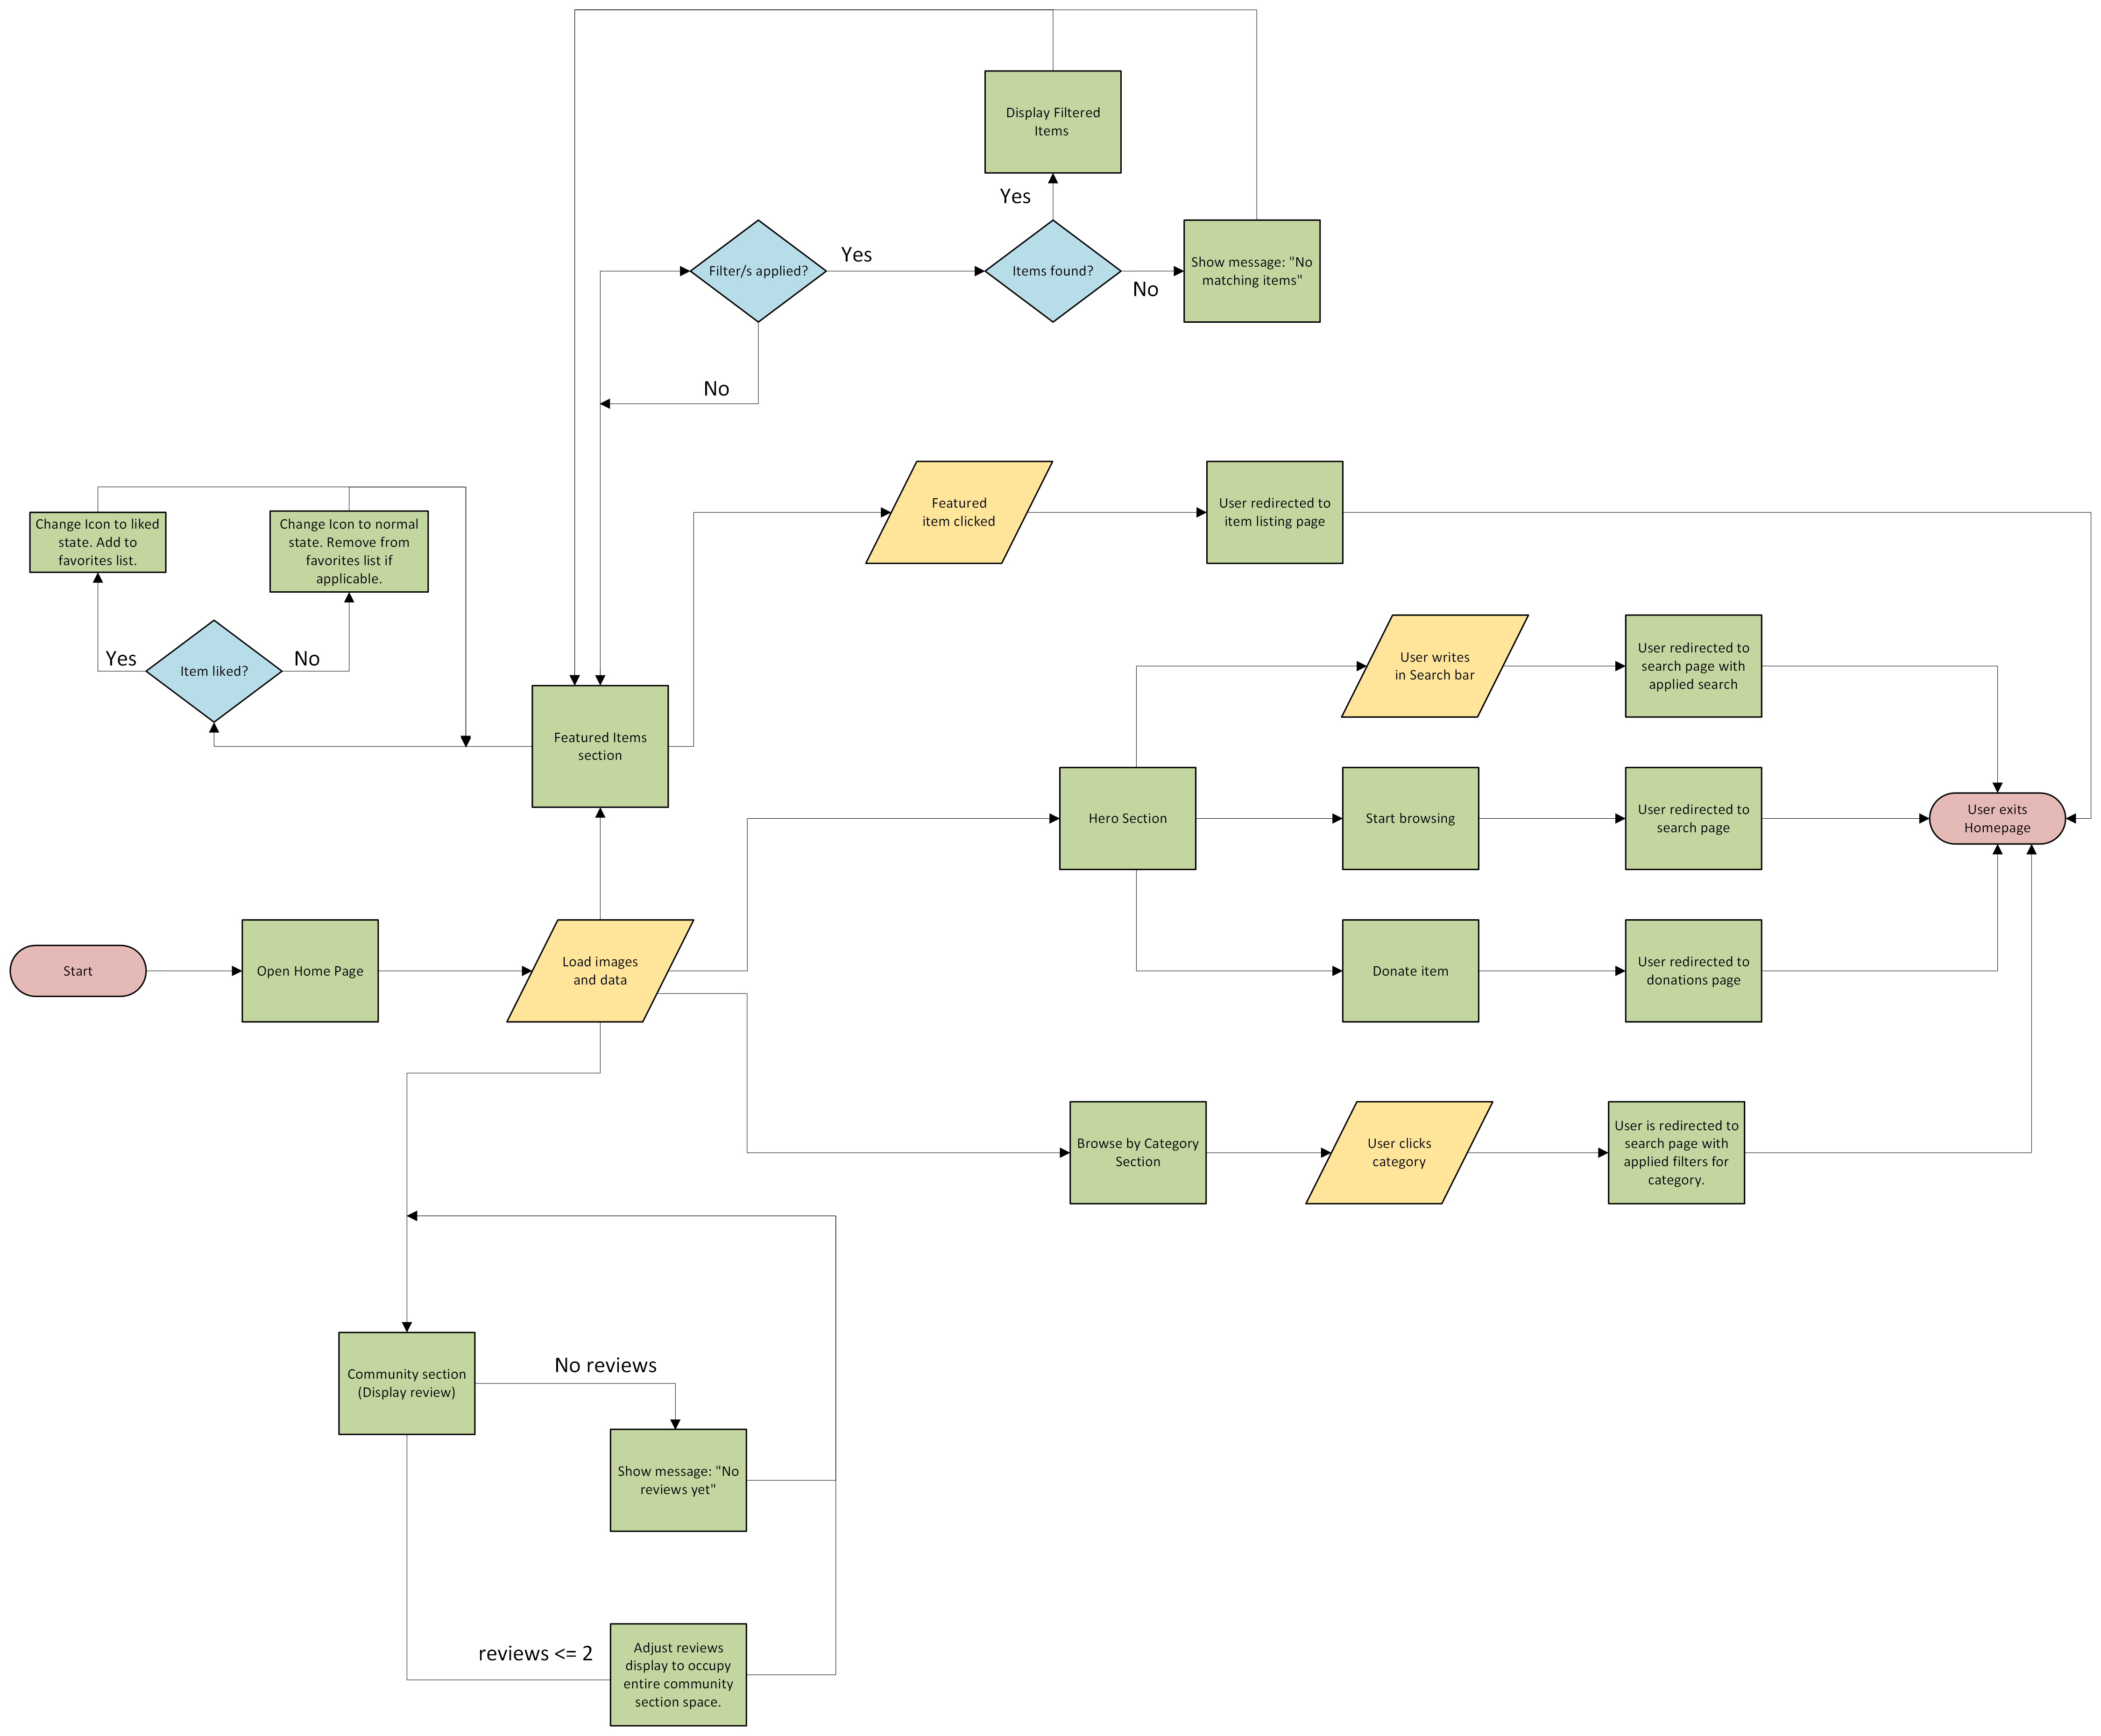 Display Filtered
Items
Yes
Filter/s applied?
Yes
Items found?
No
Show message: "No
matching items"
No
Featured
item clicked
User redirected to
item listing page
Change Icon to liked
state. Add to
favorites list.
Change Icon to normal
state. Remove from
favorites list if
applicable.
Yes
Item liked?
No
User writes
in Search bar
User redirected to
search page with
applied search
Featured Items
section
Hero Section
Start browsing
User redirected to
search page
User exits
Homepage
Start
Open Home Page
Load images
and data
Donate item
User redirected to
donations page
Browse by Category
Section
User clicks
category
User is redirected to
search page with
applied filters for
category.
Community section
(Display review)
No reviews
Show message: "No
reviews yet"
reviews <= 2
Adjust reviews
display to occupy
entire community
section space.